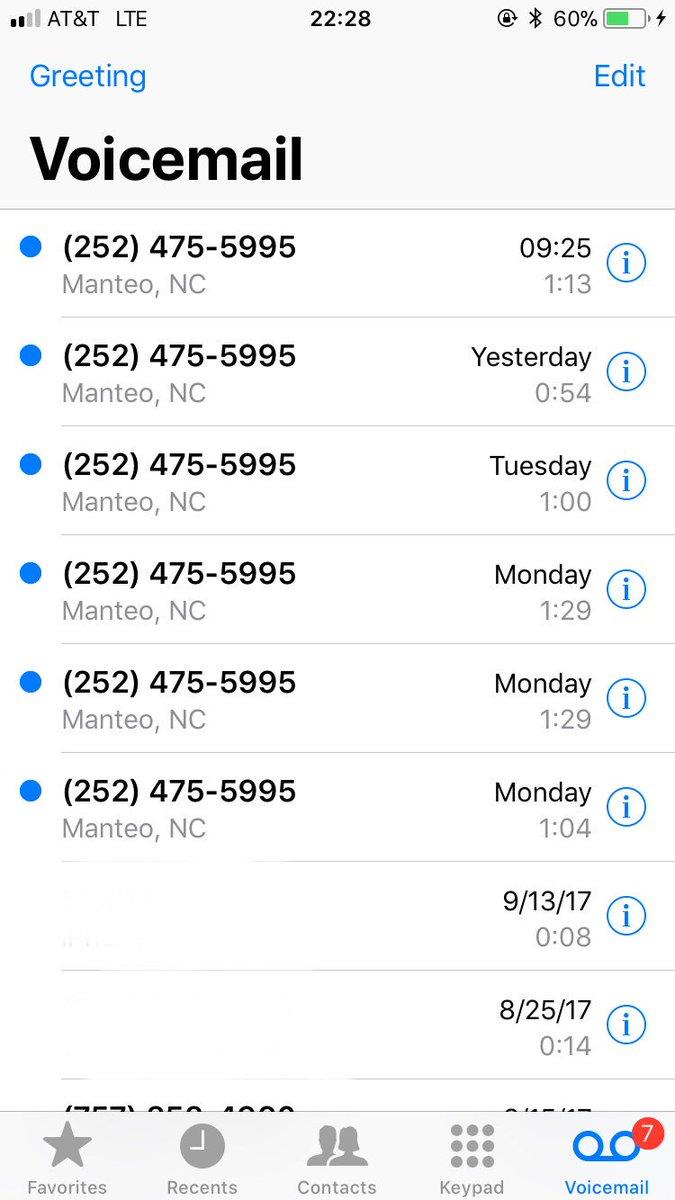 AT&T LTE 22:28 60%
Greeting Edit
Voicemail
(252) 475-5995 09:25
Manteo, NC 1:13
(252) 475-5995 Yesterday
Manteo, NC 0:54
(252) 475-5995 Tuesday
Manteo, NC 1:00
(252) 475-5995 Monday
Manteo, NC 1:29
(252) 475-5995 Monday
Manteo, NC 1:29
(252) 475-5995 Monday
Manteo, NC 1:04
9/13/17
0:08
8/25/17
0:14
7
Favorites Recents Contacts Keypad Voicemail